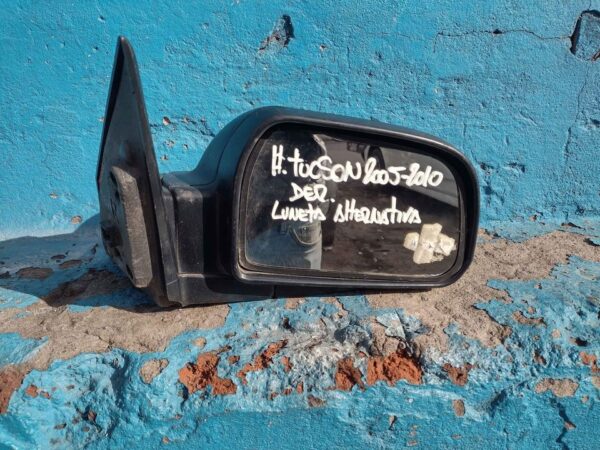 H. TUCSON 2005-2010
DER.
LUNETA ALTERNATIVA